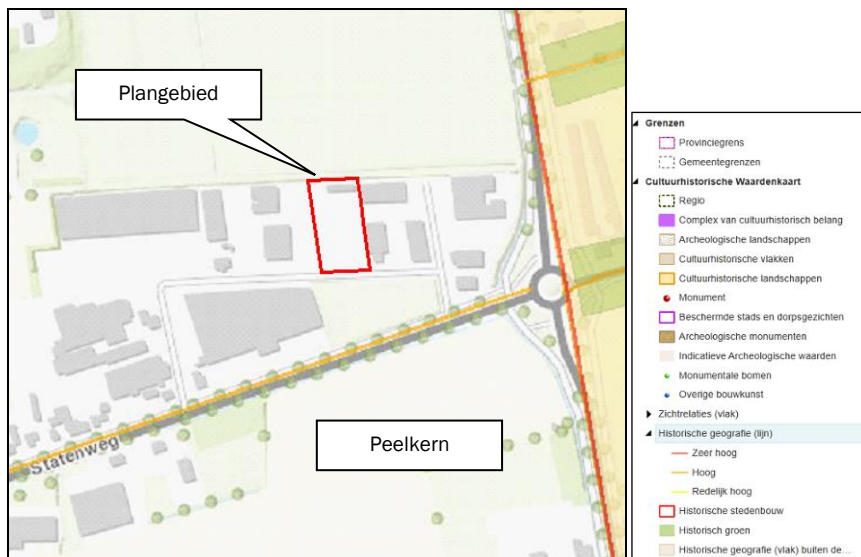 Plangebied
Peelkern
Statenweg
Grenzen
Provinciegrens
Gemeentegrenzen
Cultuurhistorische Waardenkaart
Regio
Complex van cultuurhistorisch belang
Archeologische landschappen
Cultuurhistorische vlakken
Cultuurhistorische landschappen
Monument
Beschermde stads en dorpsgezichten
Archeologische monumenten
Indicatieve Archeologische waarden
Monumentale bomen
Overige bouwkunst
Zichtrelaties (vlak)
Historische geografie (lijn)
Zeer hoog
Hoog
Redelijk hoog
Historische stedenbouw
Historisch groen
Historische geografie (vlak) buiten de...